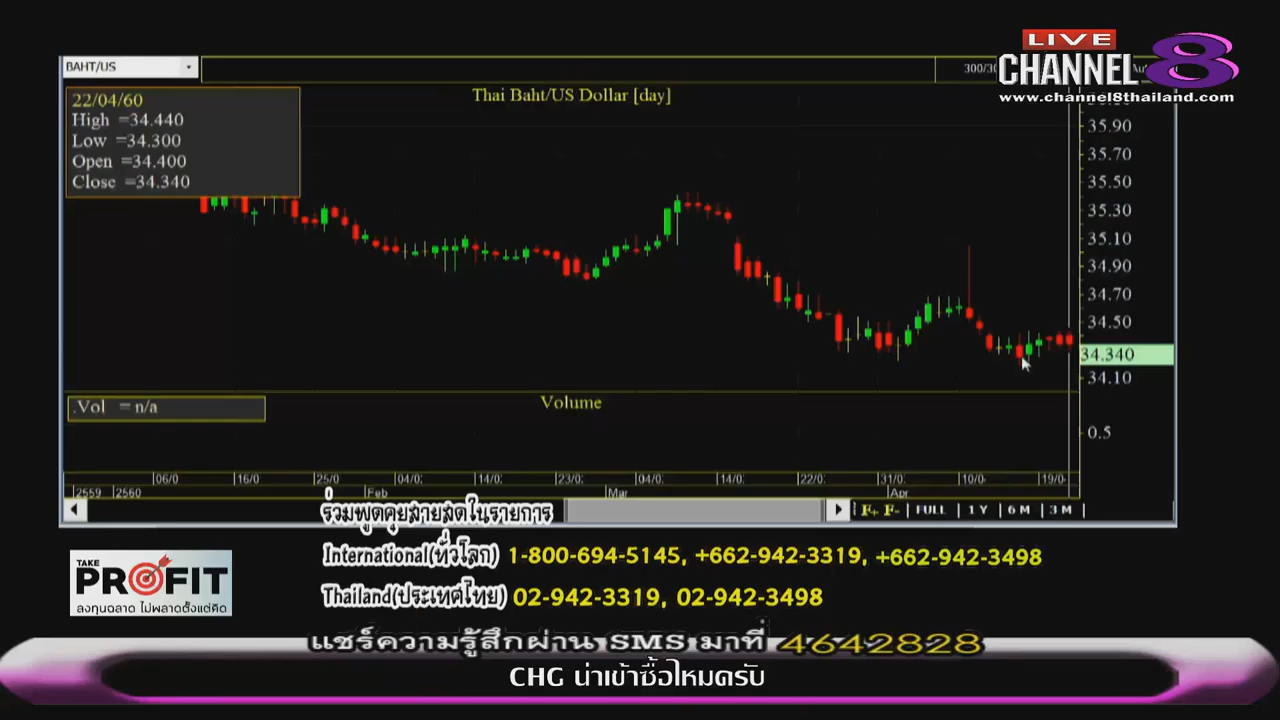 LIVE
CHANNEL 8
www.channel8thailand.com
BAHT/US
22/04/60
High =34.440
Low =34.300
Open =34.400
Close =34.340
Thai Baht/US Dollar [day]
35.90
35.70
35.50
35.30
35.10
34.90
34.70
34.50
34.340
34.10
.Vol = n/a
Volume
0.5
06/0 16/0 25/0 04/0 14/0 23/0 04/0 14/0 22/0 31/0 10/0 19/0
2559 2560 Feb Mar Apr
F+ F- FULL 1 Y 6 M 3 M
ร่วมพูดคุยสายสดในรายการ
International(ทั่วโลก) 1-800-694-5145, +662-942-3319, +662-942-3498
Thailand(ประเทศไทย) 02-942-3319, 02-942-3498
TAKE
PROFIT
ลงทุนฉลาด ไม่พลาดตั้งแต่คิด
แชร์ความรู้สึกผ่าน SMS มาที่ 4642828
CHG น่าเข้าซื้อไหมครับ